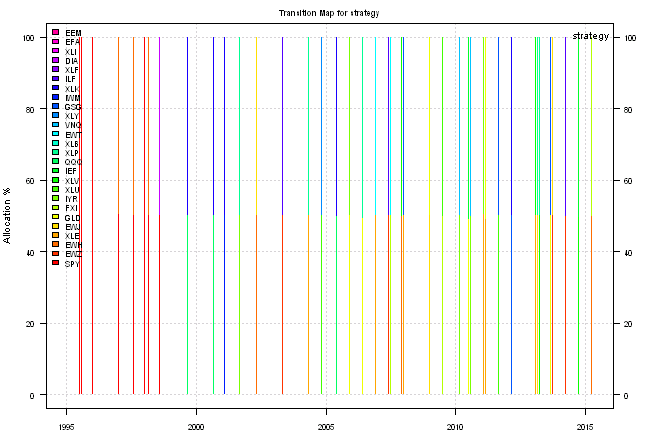 Transition Map for strategy
strategy
Allocation %
100
80
60
40
20
0
EEM
EFA
XLI
DIA
XLF
ILF
XLK
IWM
GSG
XLY
VNQ
EWT
XLB
XLP
QQQ
IEF
XLV
XLU
IYR
FXI
GLD
EWJ
XLE
EWH
EWZ
SPY
100
80
60
40
20
0
1995
2000
2005
2010
2015